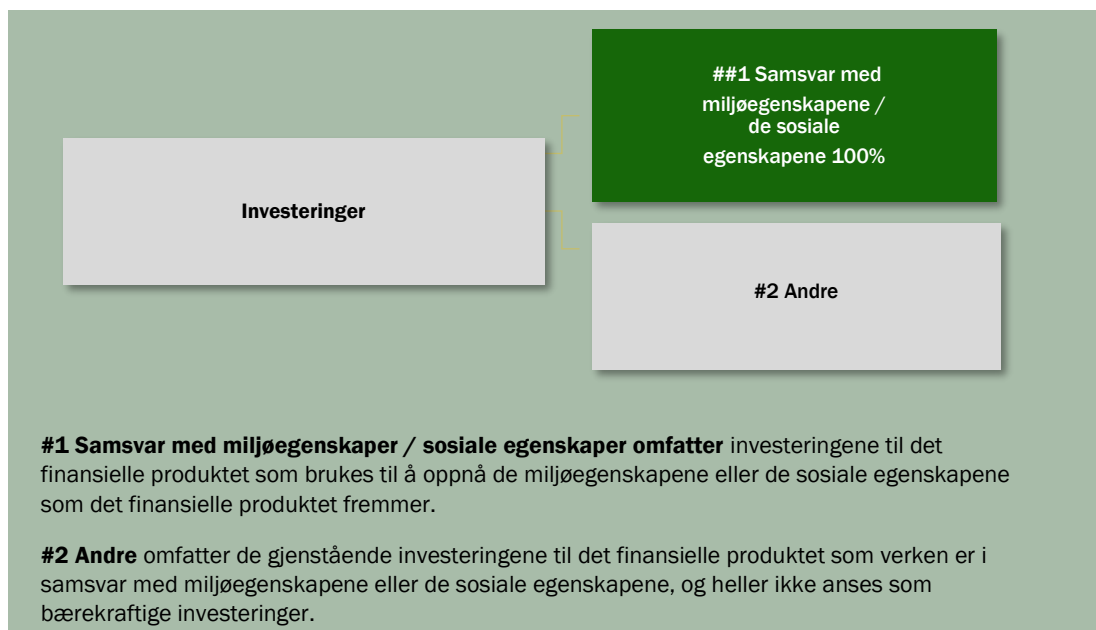 ##1 Samsvar med
miljøegenskapene /
de sosiale
egenskapene 100%
Investeringer
#2 Andre
#1 Samsvar med miljøegenskaper / sosiale egenskaper omfatter investeringene til det
finansielle produktet som brukes til å oppnå de miljøegenskapene eller de sosiale egenskapene
som det finansielle produktet fremmer.
#2 Andre omfatter de gjenstående investeringene til det finansielle produktet som verken er i
samsvar med miljøegenskapene eller de sosiale egenskapene, og heller ikke anses som
bærekraftige investeringer.